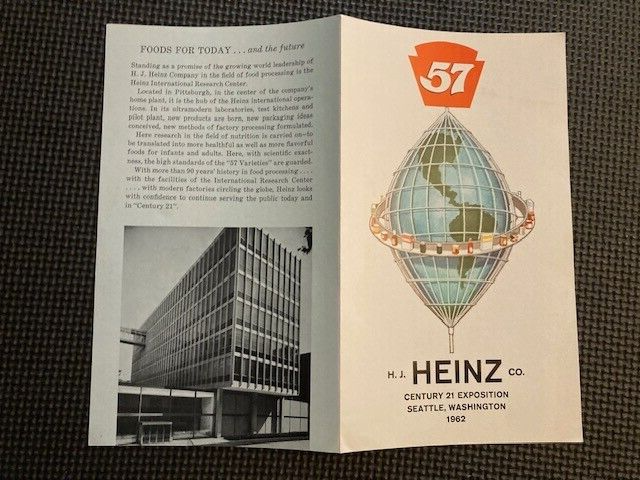 FOODS FOR TODAY . . . and the future
Standing as a promise of the growing world leadership of
H. J. Heinz Company in the field of food processing is the
Heinz International Research Center.
Located in Pittsburgh, in the center of the company's
home plant, it is the hub of the Heinz international opera-
tions. In its ultramodern laboratories, test kitchens and
pilot plant, new products are born, new packaging ideas
conceived, new methods of factory processing formulated.
Here research in the field of nutrition is carried on—to
be translated into more healthful as well as more flavorful
foods for infants and adults. Here, with scientific exact-
ness, the high standards of the "57 Varieties" are guarded.
With more than 90 years' history in food processing . . . .
with the facilities of the International Research Center
. . . . with modern factories circling the globe, Heinz looks
with confidence to continue serving the public today and
in "Century 21".
57
H. J. HEINZ CO.
CENTURY 21 EXPOSITION
SEATTLE, WASHINGTON
1962